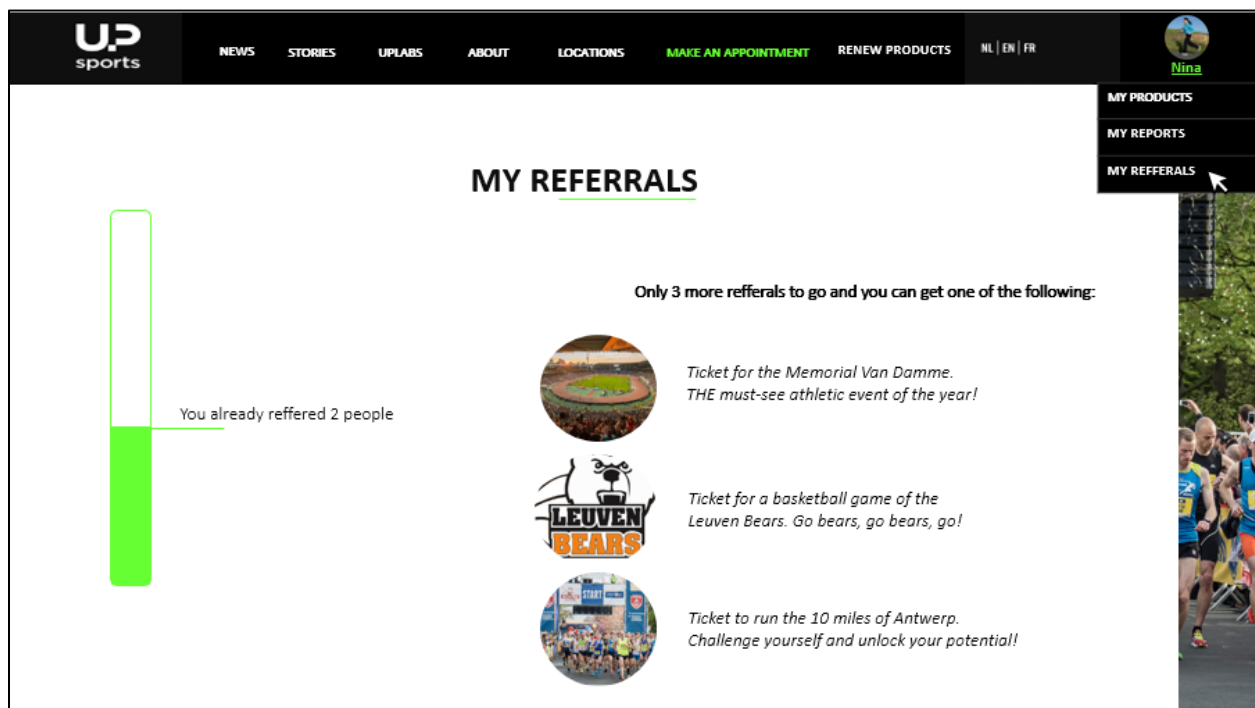 UP
sports
NEWS
STORIES
UPLABS
ABOUT
LOCATIONS
MAKE AN APPOINTMENT
RENEW PRODUCTS
NL | EN | FR
Nina
MY PRODUCTS
MY REPORTS
MY REFFERALS
MY REFERRALS
Only 3 more refferals to go and you can get one of the following:
You already reffered 2 people
Ticket for the Memorial Van Damme.
THE must-see athletic event of the year!
LEUVEN
BEARS
Ticket for a basketball game of the
Leuven Bears. Go bears, go bears, go!
START
Ticket to run the 10 miles of Antwerp.
Challenge yourself and unlock your potential!